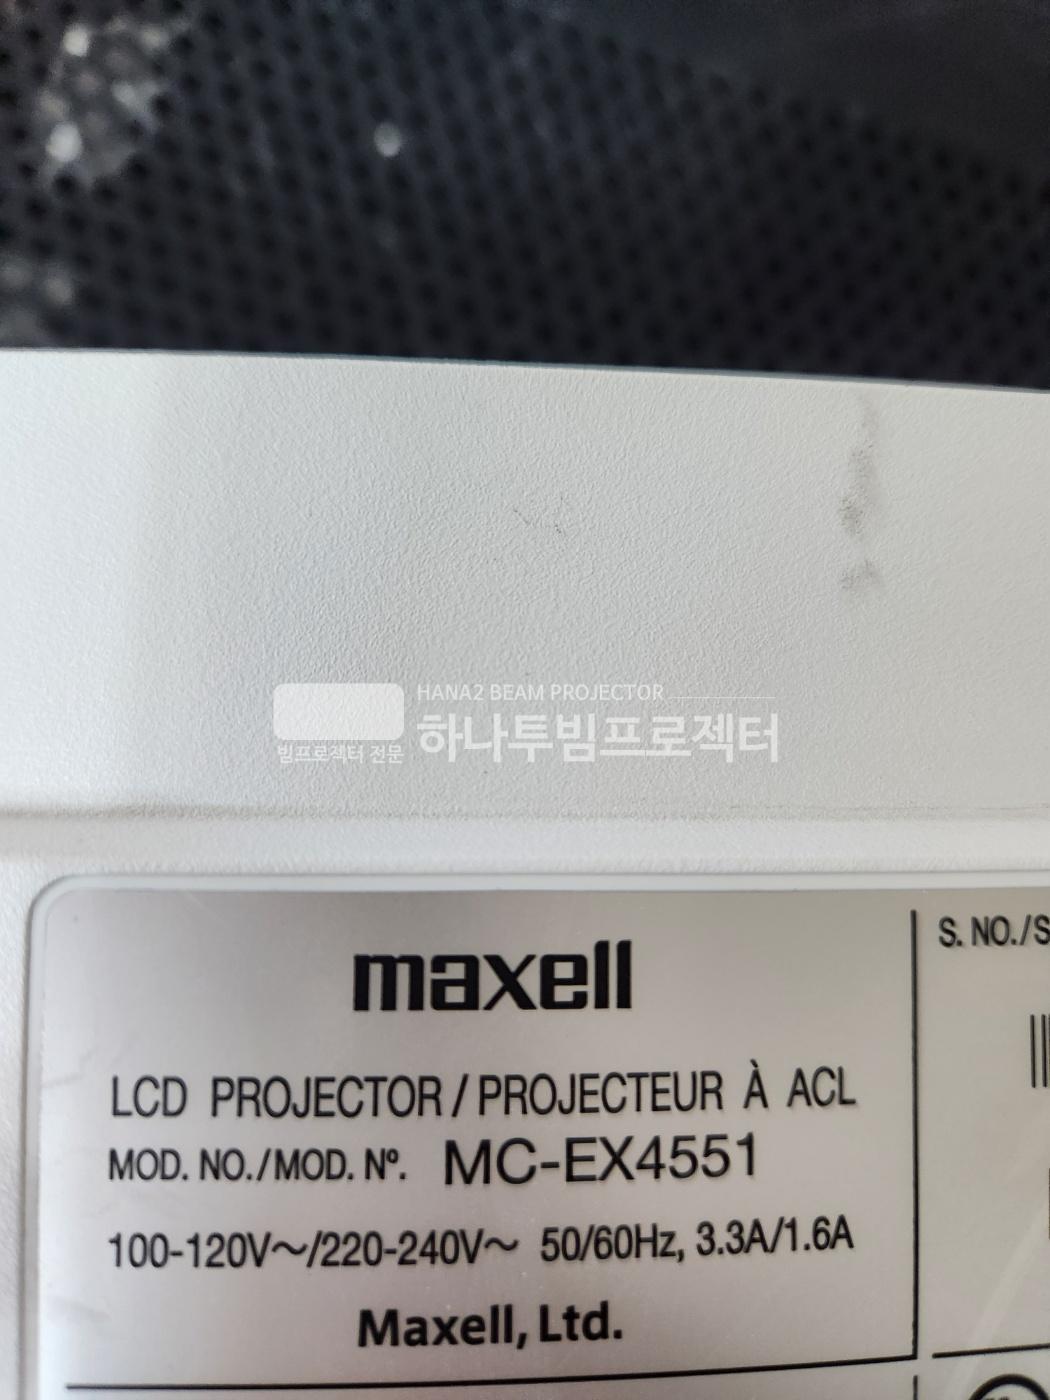 HANA2 BEAM PROJECTOR
하나투빔프로젝터
빔프로젝터 전문
maxell
LCD PROJECTOR / PROJECTEUR À ACL
MOD. NO./MOD. Nº. MC-EX4551
100-120V～/220-240V～ 50/60Hz, 3.3A/1.6A
Maxell, Ltd.
S. NO./S